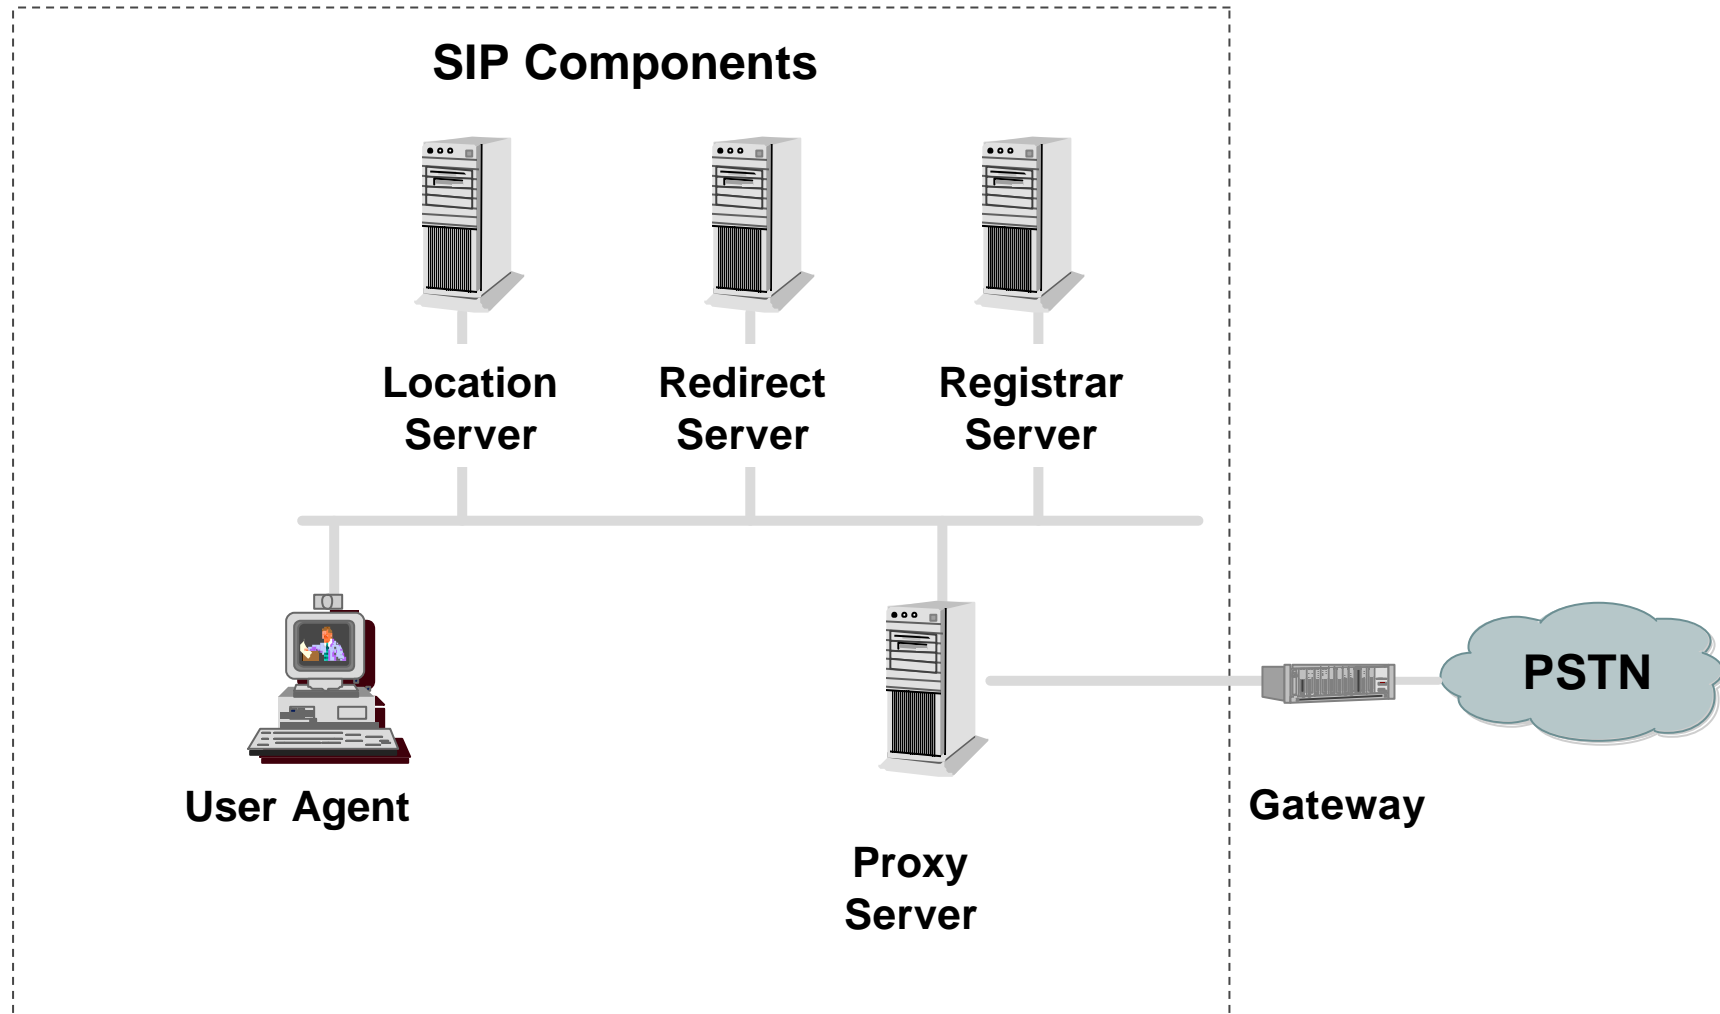 SIP Components
Location
Server
Redirect
Server
Registrar
Server
User Agent
Proxy
Server
Gateway
PSTN